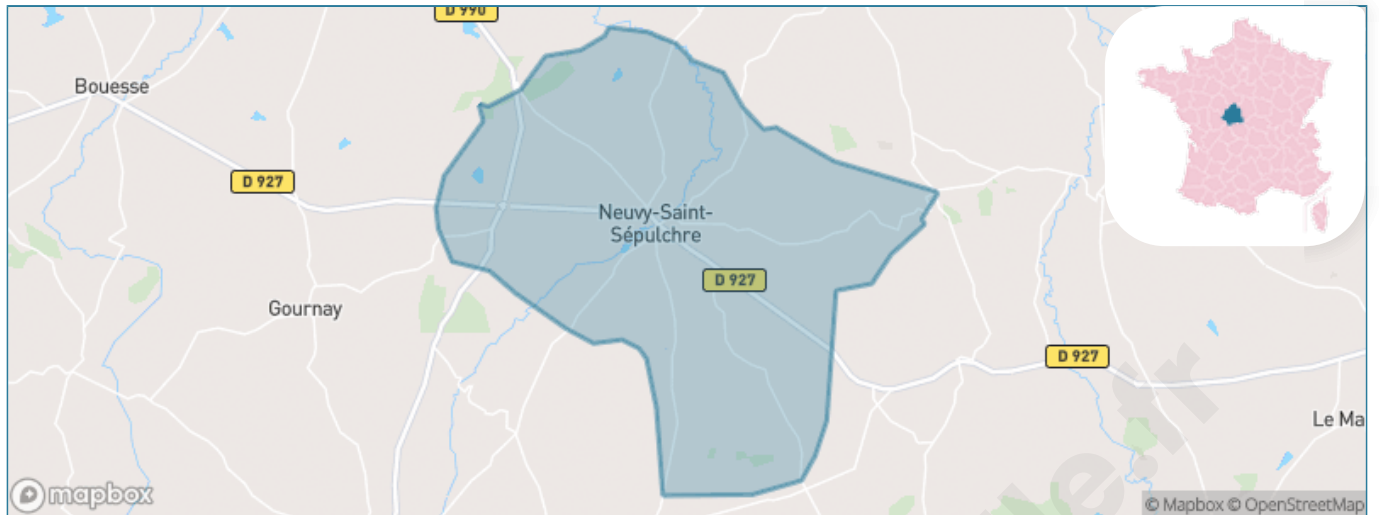 D 990
Bouesse
D 927
Neuvy-Saint-
Sépulchre
D 927
Gournay
D 927
Le Ma
mapbox
© Mapbox © OpenStreetMap